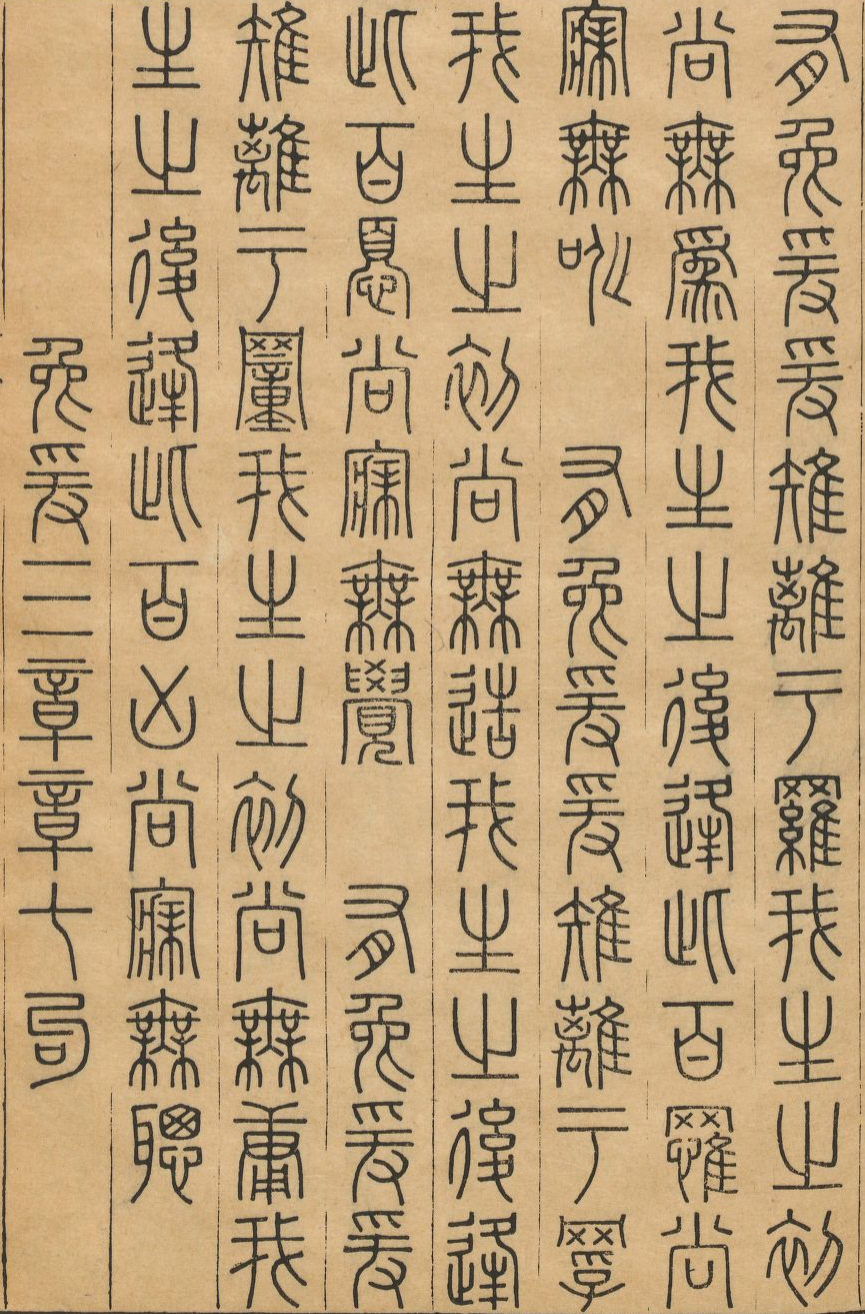 有兔爰爰雉離于羅我生之初
尚無爲我生之後逢此百罹尚
寐無吪　有兔爰爰雉離于罦
我生之初尚無造我生之後逢
此百憂尚寐無覺　有兔爰爰
雉離于罿我生之初尚無庸我
生之後逢此百凶尚寐無聰
兔爰三章章七句